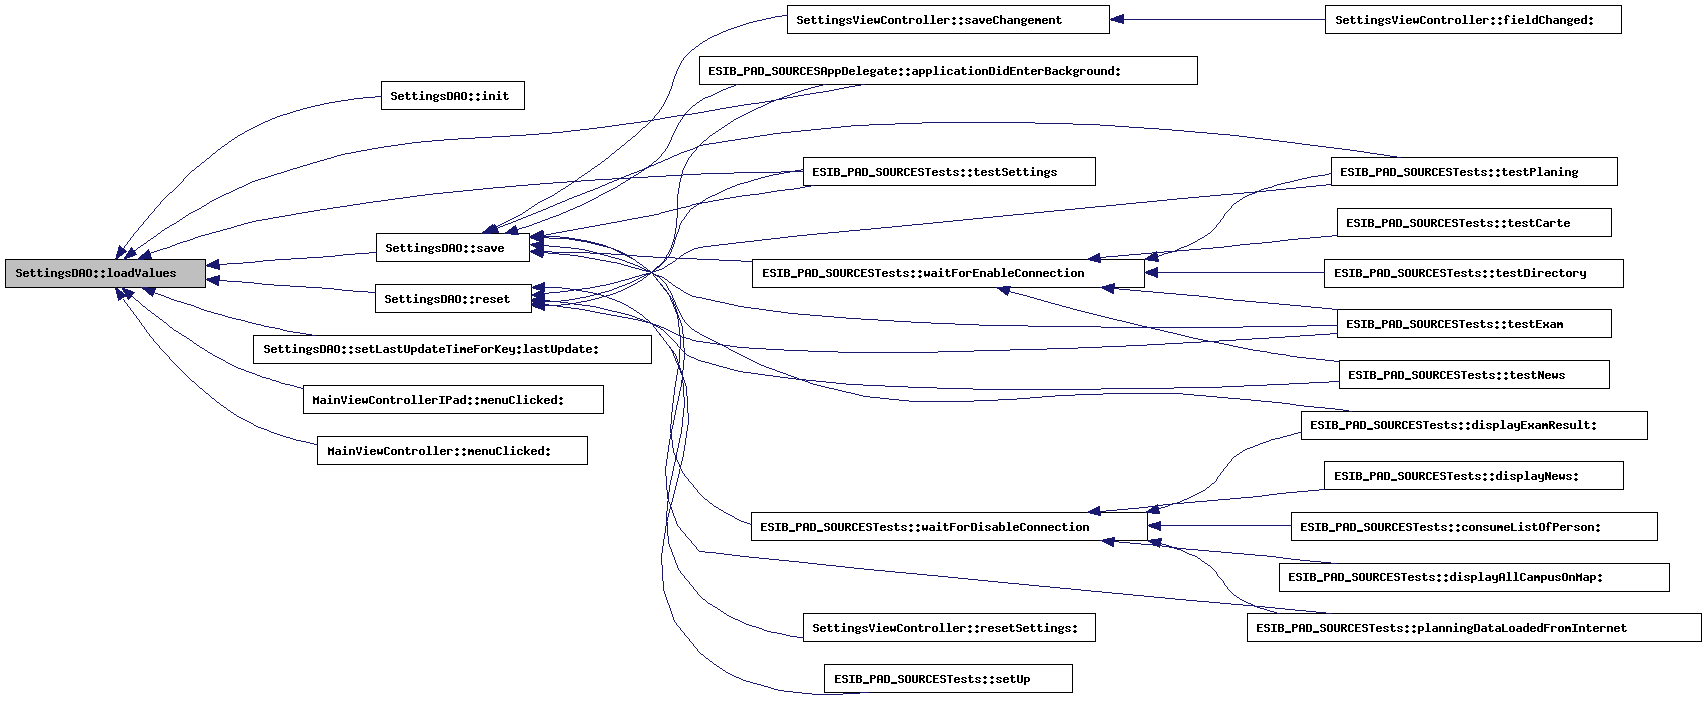 SettingsViewController::saveChangement
SettingsViewController::fieldChanged:
ESIB_PAD_SOURCESAppDelegate::applicationDidEnterBackground:
SettingsDAO::init
ESIB_PAD_SOURCESTests::testSettings
ESIB_PAD_SOURCESTests::testPlaning
ESIB_PAD_SOURCESTests::testCarte
SettingsDAO::save
SettingsDAO::loadValues
ESIB_PAD_SOURCESTests::waitForEnableConnection
ESIB_PAD_SOURCESTests::testDirectory
SettingsDAO::reset
ESIB_PAD_SOURCESTests::testExam
SettingsDAO::setLastUpdateTimeForKey:lastUpdate:
ESIB_PAD_SOURCESTests::testNews
MainViewControllerIPad::menuClicked:
ESIB_PAD_SOURCESTests::displayExamResult:
MainViewController::menuClicked:
ESIB_PAD_SOURCESTests::displayNews:
ESIB_PAD_SOURCESTests::waitForDisableConnection
ESIB_PAD_SOURCESTests::consumeListOfPerson:
ESIB_PAD_SOURCESTests::displayAllCampusOnMap:
SettingsViewController::resetSettings:
ESIB_PAD_SOURCESTests::planningDataLoadedFromInternet
ESIB_PAD_SOURCESTests::setUp